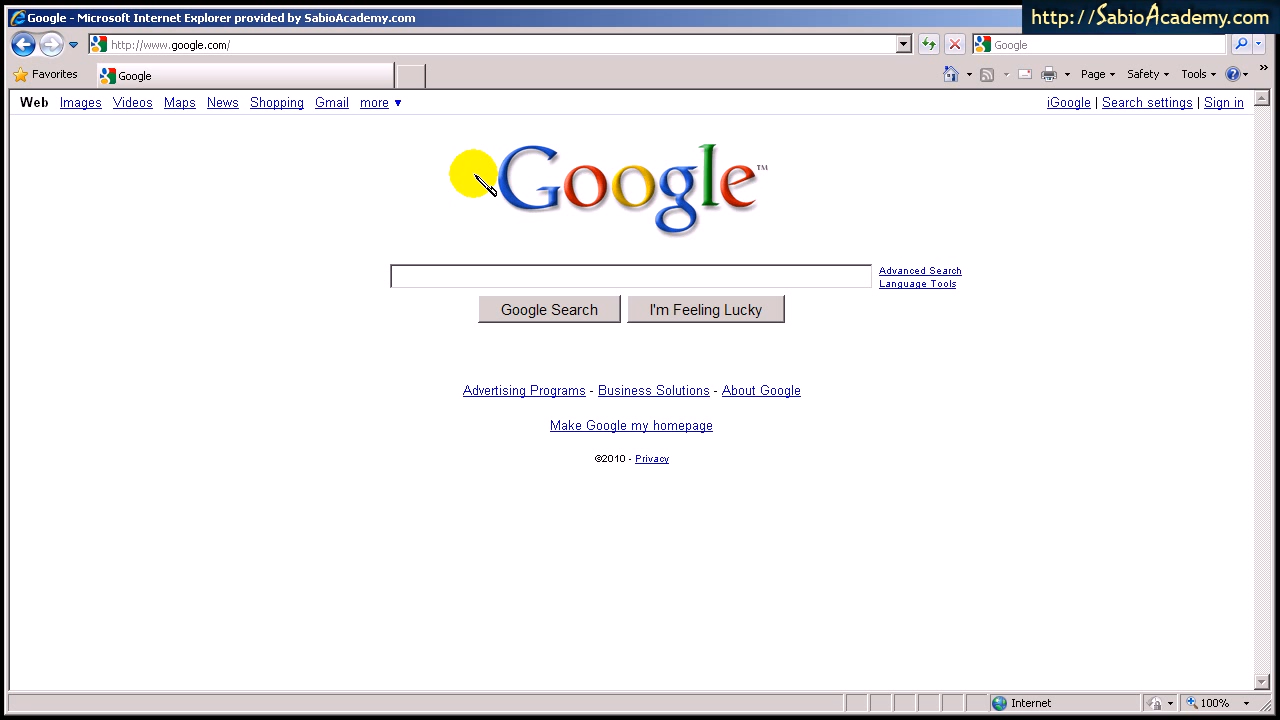 Google - Microsoft Internet Explorer provided by SabioAcademy.com
http://SabioAcademy.com
http://www.google.com/
Google
Favorites
Google
Page
Safety
Tools
Web Images Videos Maps News Shopping Gmail more
iGoogle | Search settings | Sign in
Google™
Advanced Search
Language Tools
Google Search
I'm Feeling Lucky
Advertising Programs - Business Solutions - About Google
Make Google my homepage
©2010 - Privacy
Internet
100%